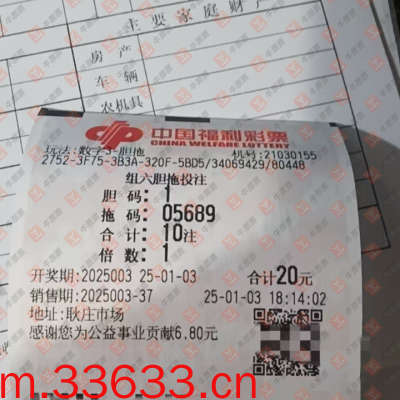 主要家庭财产
房产
车辆
农机具
中国福利彩票
CHINA WELFARE LOTTERY
玩法:数字3-胆拖 机号:21030155
2752-3F75-3B3A-320F-5BD5/34069429/80448
组六胆拖投注
胆码: 1
拖码: 05689
合计: 10注
倍数: 1
开奖期:2025003 25-01-03 合计20元
销售期:2025003-37 25-01-03 18:14:02
地址:耿庄市场
感谢您为公益事业贡献6.80元
m.33633.cn